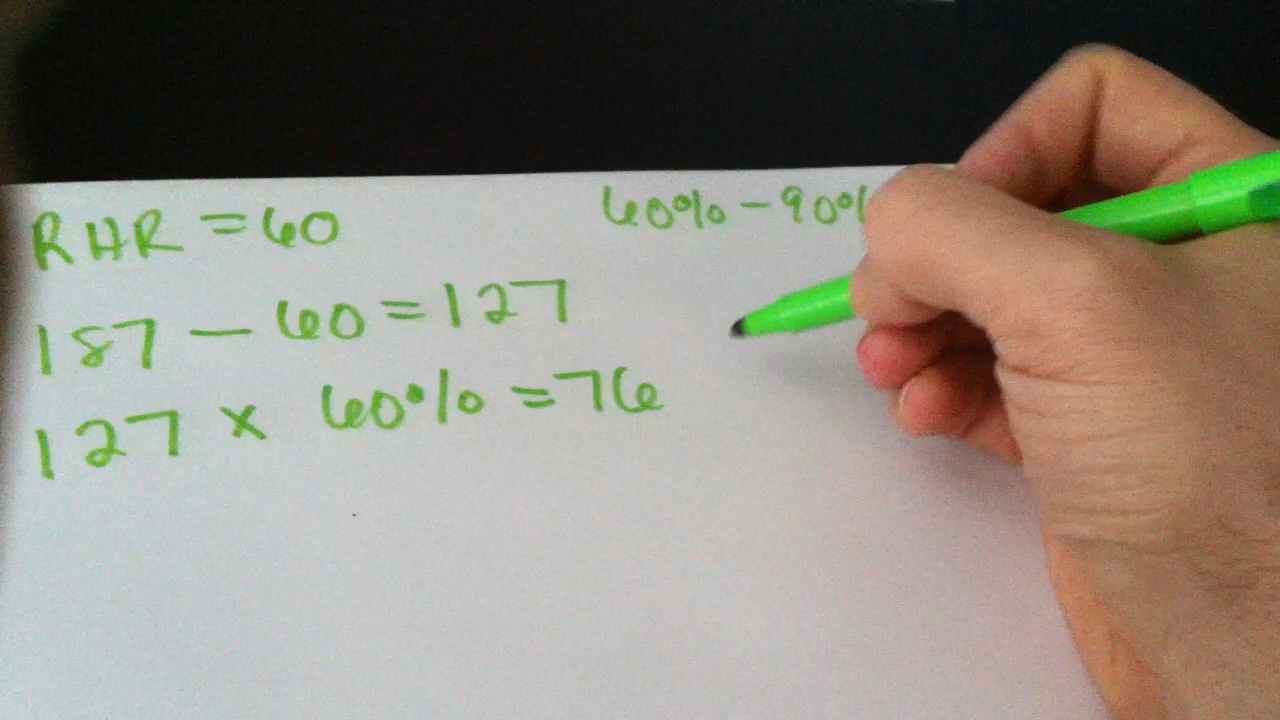 60% - 90%
RHR = 60
187 - 60 = 127
127 x 60% = 76